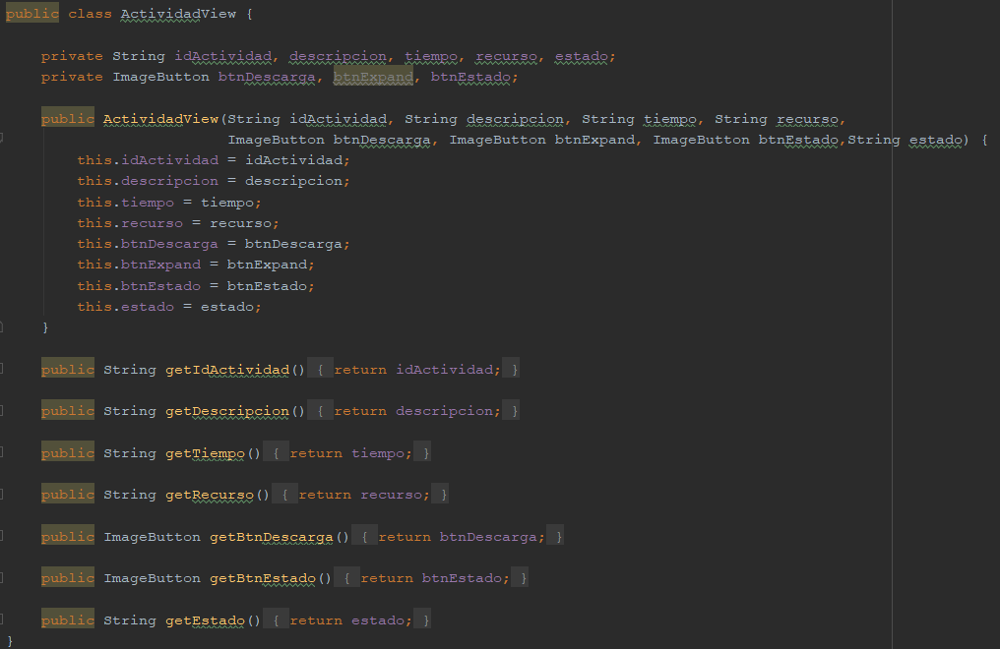 public class ActividadView {
private String idActividad, descripcion, tiempo, recurso, estado;
private ImageButton btnDescarga, btnExpand, btnEstado;
public ActividadView(String idActividad, String descripcion, String tiempo, String recurso,
ImageButton btnDescarga, ImageButton btnExpand, ImageButton btnEstado,String estado) {
this.idActividad = idActividad;
this.descripcion = descripcion;
this.tiempo = tiempo;
this.recurso = recurso;
this.btnDescarga = btnDescarga;
this.btnExpand = btnExpand;
this.btnEstado = btnEstado;
this.estado = estado;
}
public String getIdActividad() { return idActividad; }
public String getDescripcion() { return descripcion; }
public String getTiempo() { return tiempo; }
public String getRecurso() { return recurso; }
public ImageButton getBtnDescarga() { return btnDescarga; }
public ImageButton getBtnEstado() { return btnEstado; }
public String getEstado() { return estado; }
}